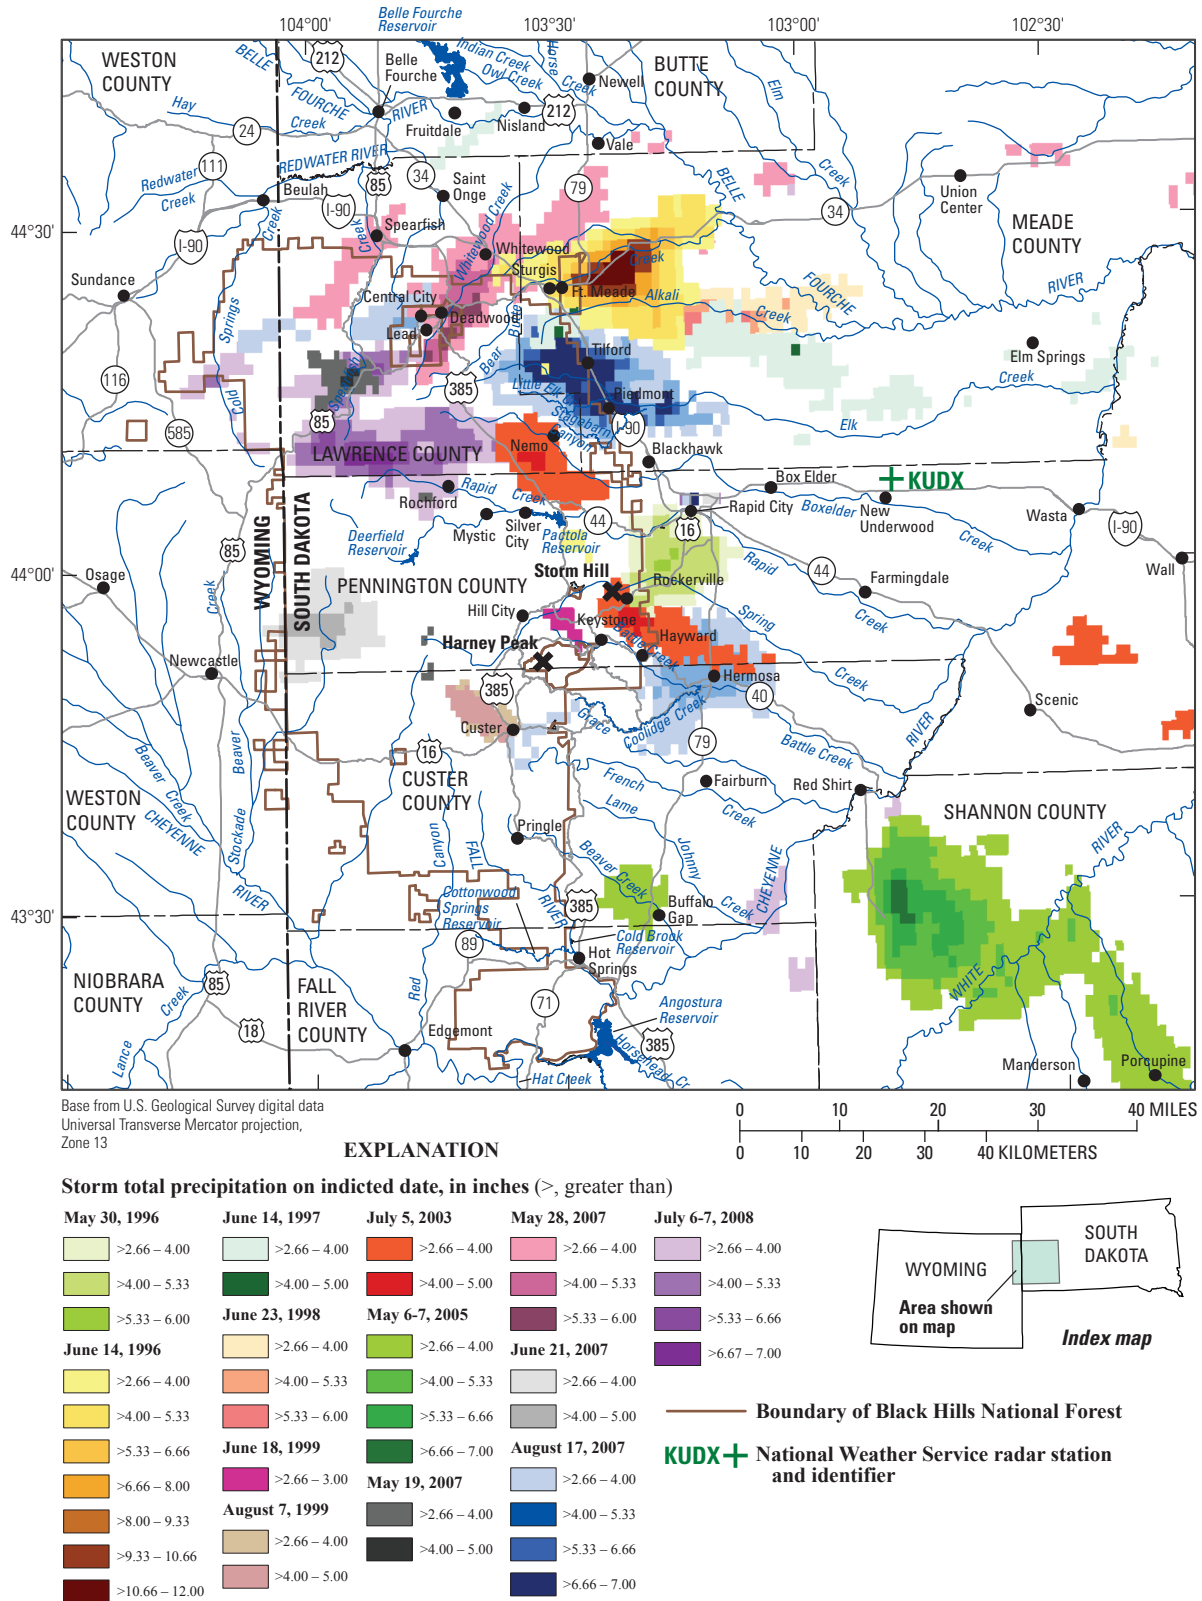 104°00'
103°30'
103°00'
102°30'
Belle Fourche
Reservoir
WESTON
COUNTY
BELLE
FOURCHE
RIVER
212
Belle
Fourche
Indian Creek
Owl Creek
Horse
Creek
Newell
BUTTE
COUNTY
Elm
Creek
Hay
Creek
24
Fruitdale
Nisland
212
Vale
111
REDWATER RIVER
Redwater
Creek
Beulah
85
34
Saint
Onge
79
BELLE
FOURCHE
RIVER
34
Union
Center
MEADE
COUNTY
I-90
I-90
Creek
Creek
Spearfish
Whitewood Creek
Whitewood
44°30'
Sundance
Sturgis
Creek
Ft. Meade
Alkali
Creek
Central City
Deadwood
Lead
Springs
Cold
Butte
Bear
Tilford
Elm Springs
116
Spearfish
385
Little Elk Cr
Piedmont
Creek
Elk
85
585
Stagebarn
Canyon
I-90
Nemo
LAWRENCE COUNTY
Blackhawk
Box Elder
KUDX
Rapid
Creek
Rochford
Rapid City
Boxelder
New
Underwood
Creek
Wasta
I-90
44
16
Mystic
Silver
City
Pactola
Reservoir
Deerfield
Reservoir
85
WYOMING
SOUTH DAKOTA
Wall
44°00'
Osage
PENNINGTON COUNTY
Storm Hill
Rockerville
Rapid
Creek
44
Farmingdale
Creek
Hill City
Keystone
Battle Creek
Hayward
Spring
Creek
Harney Peak
Newcastle
Hermosa
40
Scenic
385
Custer
Grace
Coolidge Creek
79
Battle Creek
RIVER
Beaver
Creek
Stockade
Beaver
16
CUSTER
COUNTY
French
Creek
Fairburn
Red Shirt
WESTON
COUNTY
CHEYENNE
RIVER
Lame
Johnny
Creek
SHANNON COUNTY
RIVER
Pringle
Canyon
FALL
RIVER
Beaver Creek
CHEYENNE
43°30'
Cottonwood
Springs
Reservoir
385
Buffalo
Gap
Cold Brook
Reservoir
89
Hot
Springs
WHITE
NIOBRARA
COUNTY
85
Creek
Lance
FALL
RIVER
COUNTY
Red
71
Angostura
Reservoir
18
Edgemont
385
Horsehead Cr
Hat Creek
Manderson
Porcupine
Base from U.S. Geological Survey digital data
Universal Transverse Mercator projection,
Zone 13
0 10 20 30 40 MILES
0 10 20 30 40 KILOMETERS
EXPLANATION
Storm total precipitation on indicted date, in inches (>, greater than)
May 30, 1996
>2.66 – 4.00
>4.00 – 5.33
>5.33 – 6.00
June 14, 1996
>2.66 – 4.00
>4.00 – 5.33
>5.33 – 6.66
>6.66 – 8.00
>8.00 – 9.33
>9.33 – 10.66
>10.66 – 12.00
June 14, 1997
>2.66 – 4.00
>4.00 – 5.00
June 23, 1998
>2.66 – 4.00
>4.00 – 5.33
>5.33 – 6.00
June 18, 1999
>2.66 – 3.00
August 7, 1999
>2.66 – 4.00
>4.00 – 5.00
July 5, 2003
>2.66 – 4.00
>4.00 – 5.00
May 6-7, 2005
>2.66 – 4.00
>4.00 – 5.33
>5.33 – 6.66
>6.66 – 7.00
May 19, 2007
>2.66 – 4.00
>4.00 – 5.00
May 28, 2007
>2.66 – 4.00
>4.00 – 5.33
>5.33 – 6.00
June 21, 2007
>2.66 – 4.00
>4.00 – 5.00
August 17, 2007
>2.66 – 4.00
>4.00 – 5.33
>5.33 – 6.66
>6.66 – 7.00
July 6-7, 2008
>2.66 – 4.00
>4.00 – 5.33
>5.33 – 6.66
>6.67 – 7.00
WYOMING
SOUTH
DAKOTA
Area shown
on map
Index map
Boundary of Black Hills National Forest
KUDX National Weather Service radar station
and identifier